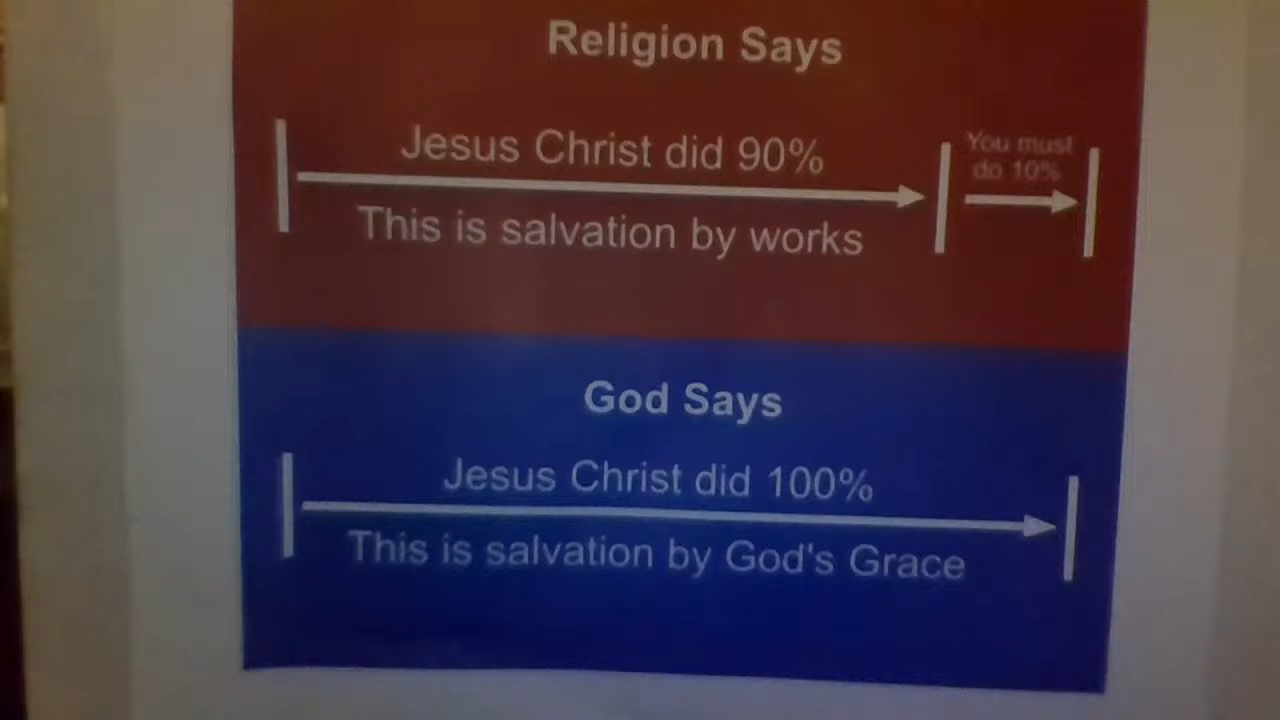 Religion Says
Jesus Christ did 90%
You must
do 10%
This is salvation by works
God Says
Jesus Christ did 100%
This is salvation by God's Grace